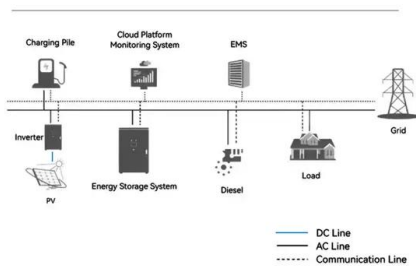 Charging Pile
Cloud Platform
Monitoring System
EMS
Grid
Inverter
PV
Energy Storage System
Diesel
Load
DC Line
AC Line
Communication Line